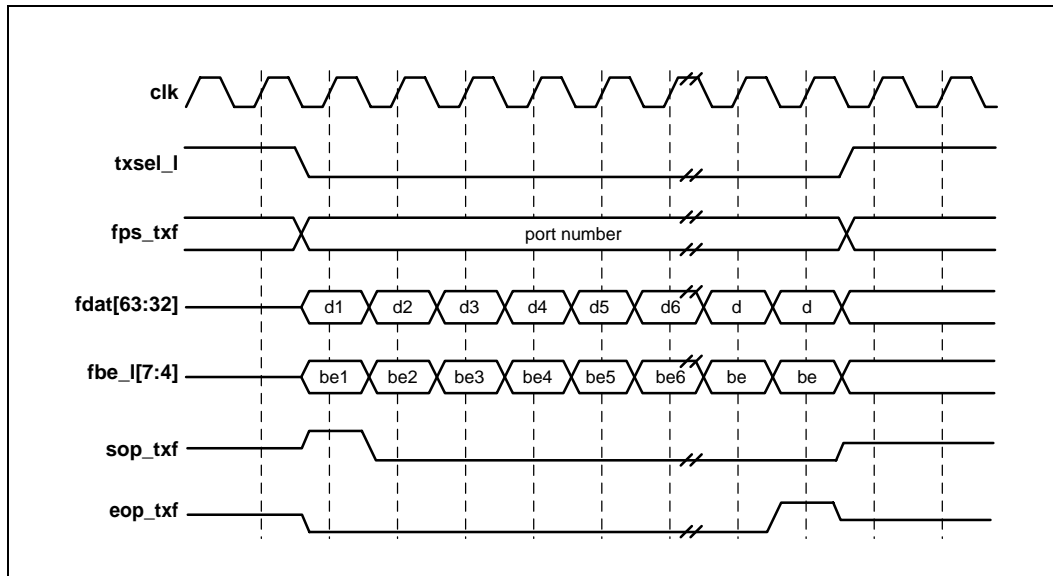 clk
txsel_l
fps_txf
port number
fdat[63:32]
d1 d2 d3 d4 d5 d6 d d
fbe_l[7:4]
be1 be2 be3 be4 be5 be6 be be
sop_txf
eop_txf